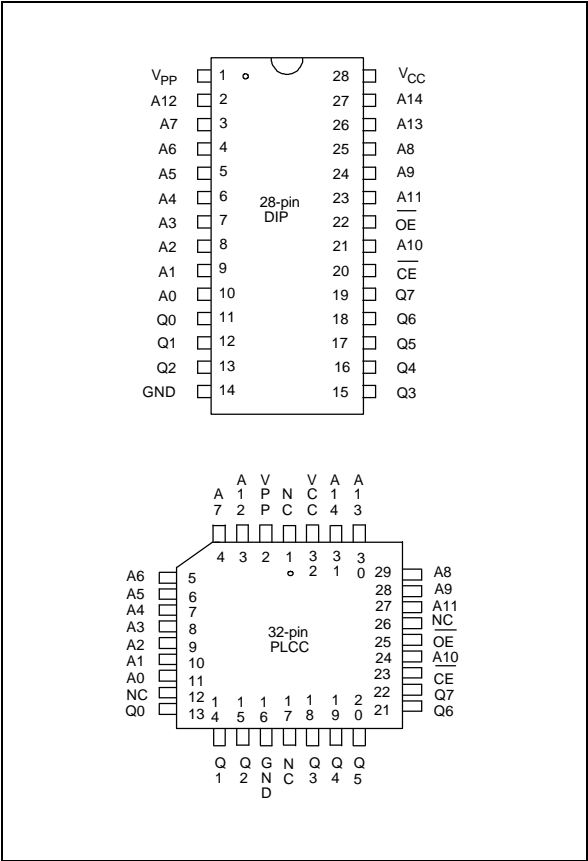 VPP 1 28 VCC
A12 2 27 A14
A7 3 26 A13
A6 4 25 A8
A5 5 24 A9
A4 6 23 A11
28-pin
DIP
A3 7 22 OE
A2 8 21 A10
A1 9 20 CE
A0 10 19 Q7
Q0 11 18 Q6
Q1 12 17 Q5
Q2 13 16 Q4
GND 14 15 Q3
A7 A12 VPP NC VCC A14 A13
4 3 2 1 32 31 30
A6 5 29 A8
A5 6 28 A9
A4 7 27 A11
A3 8 26 NC
A2 9 25 OE
A1 10 24 A10
A0 11 23 CE
NC 12 22 Q7
Q0 13 21 Q6
32-pin
PLCC
14 15 16 17 18 19 20
Q1 Q2 GND NC Q3 Q4 Q5